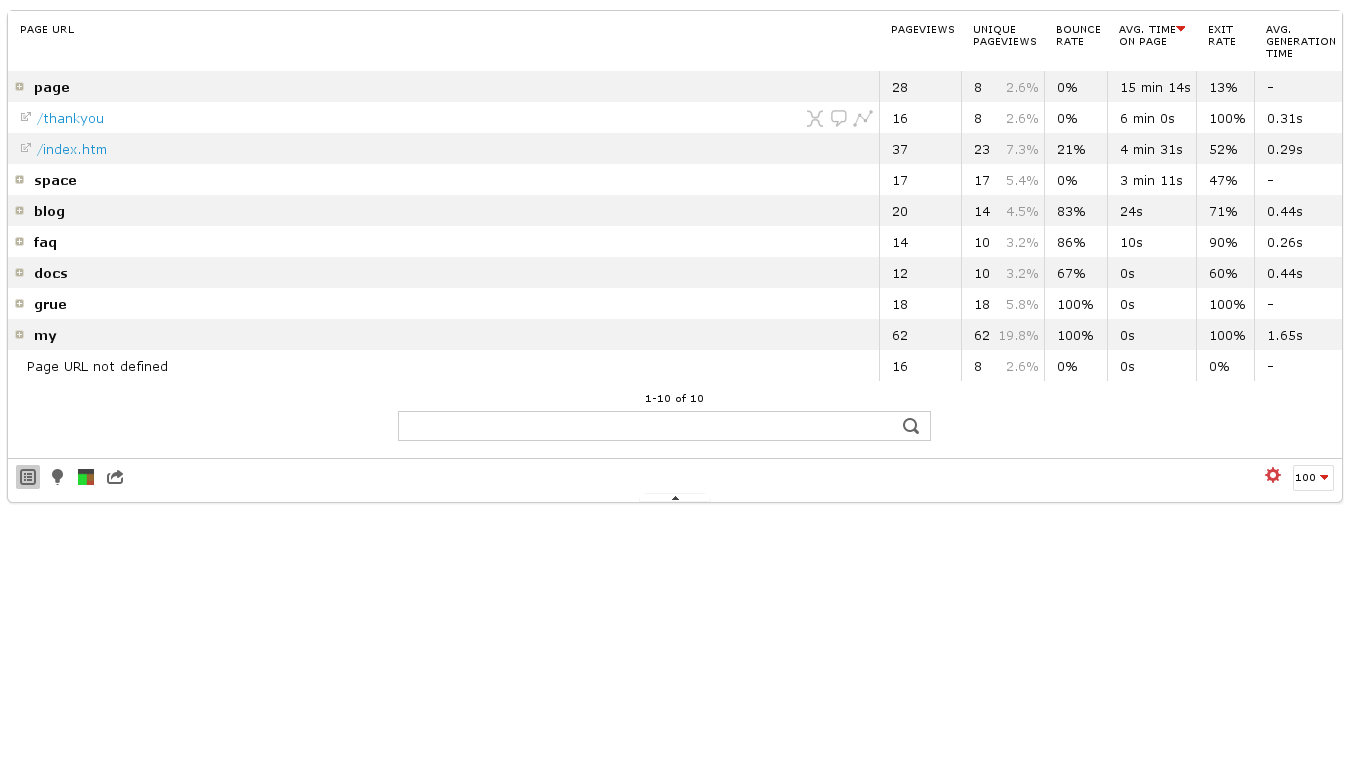 PAGE URL PAGEVIEWS UNIQUE PAGEVIEWS BOUNCE RATE AVG. TIME ON PAGE EXIT RATE AVG. GENERATION TIME
page 28 8 2.6% 0% 15 min 14s 13% -
/thankyou 16 8 2.6% 0% 6 min 0s 100% 0.31s
/index.htm 37 23 7.3% 21% 4 min 31s 52% 0.29s
space 17 17 5.4% 0% 3 min 11s 47% -
blog 20 14 4.5% 83% 24s 71% 0.44s
faq 14 10 3.2% 86% 10s 90% 0.26s
docs 12 10 3.2% 67% 0s 60% 0.44s
grue 18 18 5.8% 100% 0s 100% -
my 62 62 19.8% 100% 0s 100% 1.65s
Page URL not defined 16 8 2.6% 0% 0s 0% -
1-10 of 10
100